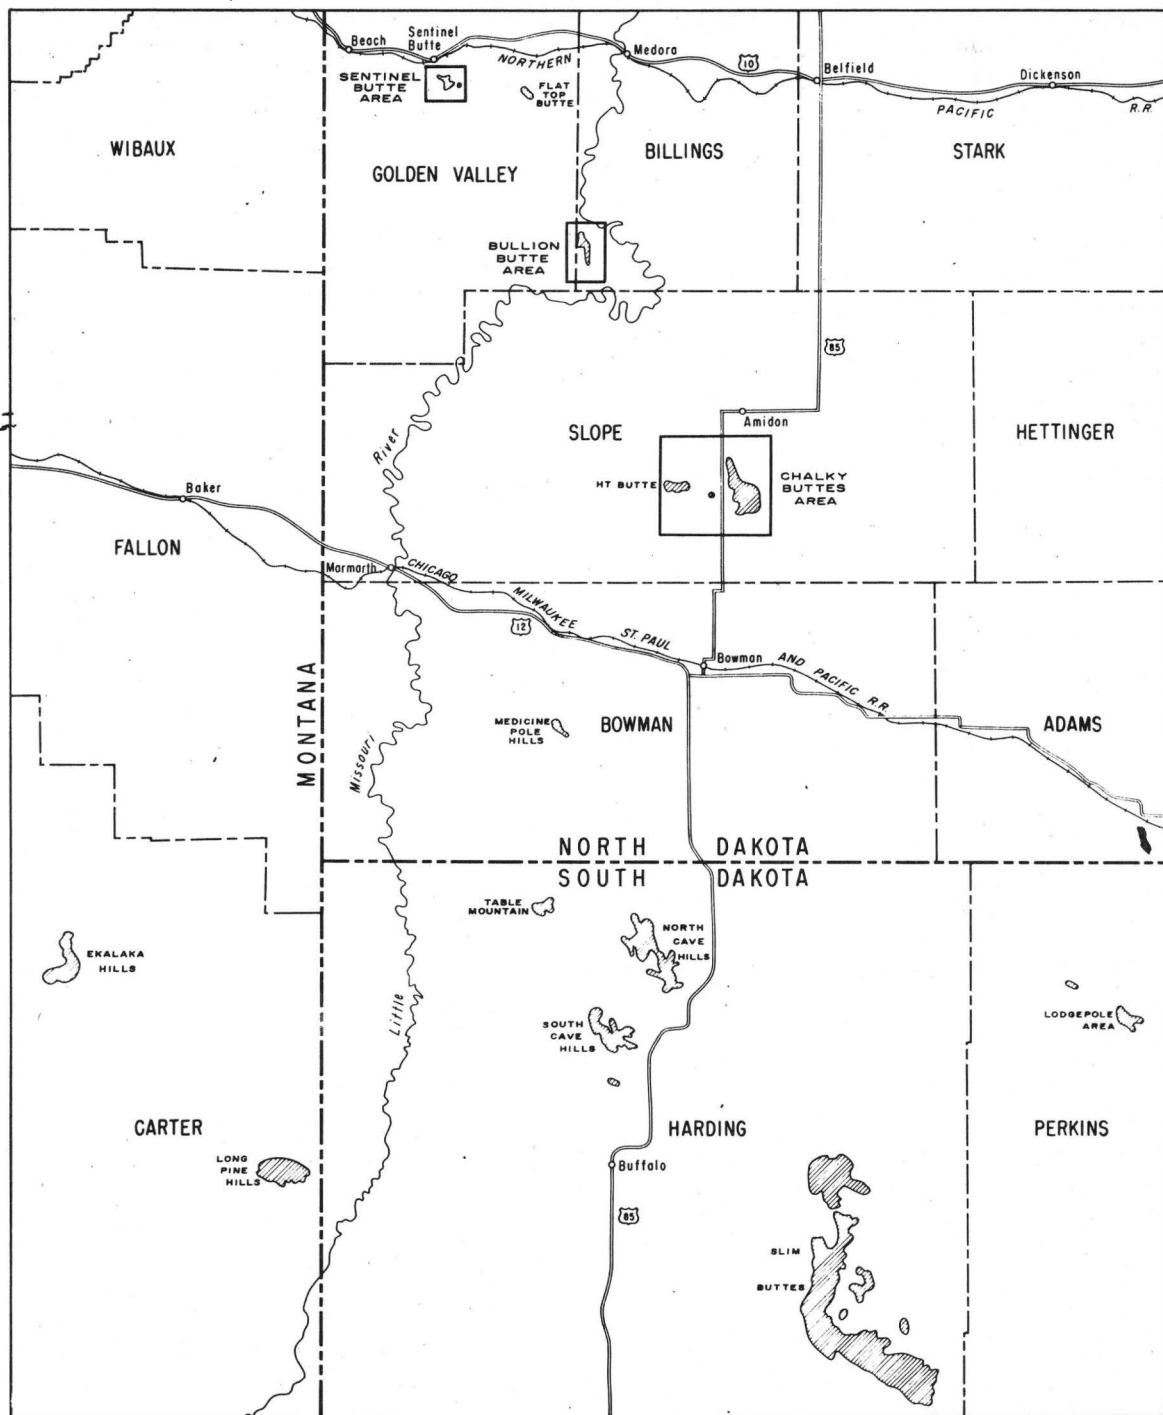 Beach
Sentinel
Butte
NORTHERN
Medora
10
Belfield
Dickenson
PACIFIC
R.R.
SENTINEL
BUTTE
AREA
FLAT
TOP
BUTTE
WIBAUX
GOLDEN VALLEY
BILLINGS
STARK
BULLION
BUTTE
AREA
85
Amidon
River
SLOPE
HETTINGER
HT BUTTE
CHALKY
BUTTES
AREA
Baker
FALLON
Marmarth
CHICAGO
MILWAUKEE
12
ST. PAUL
Bowman
AND PACIFIC R.R.
MONTANA
Missouri
MEDICINE
POLE
HILLS
BOWMAN
ADAMS
NORTH DAKOTA
SOUTH DAKOTA
TABLE
MOUNTAIN
NORTH
CAVE
HILLS
EKALAKA
HILLS
Little
SOUTH
CAVE
HILLS
LODGEPOLE
AREA
CARTER
HARDING
PERKINS
LONG
PINE
HILLS
Buffalo
85
SLIM
BUTTES